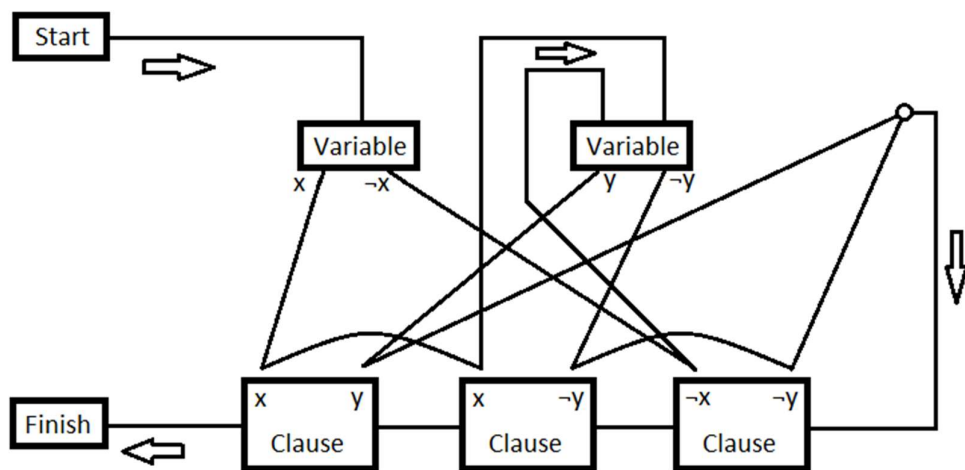 Start
Variable
Variable
x ¬x
y ¬y
x y
x ¬y
¬x ¬y
Finish
Clause
Clause
Clause